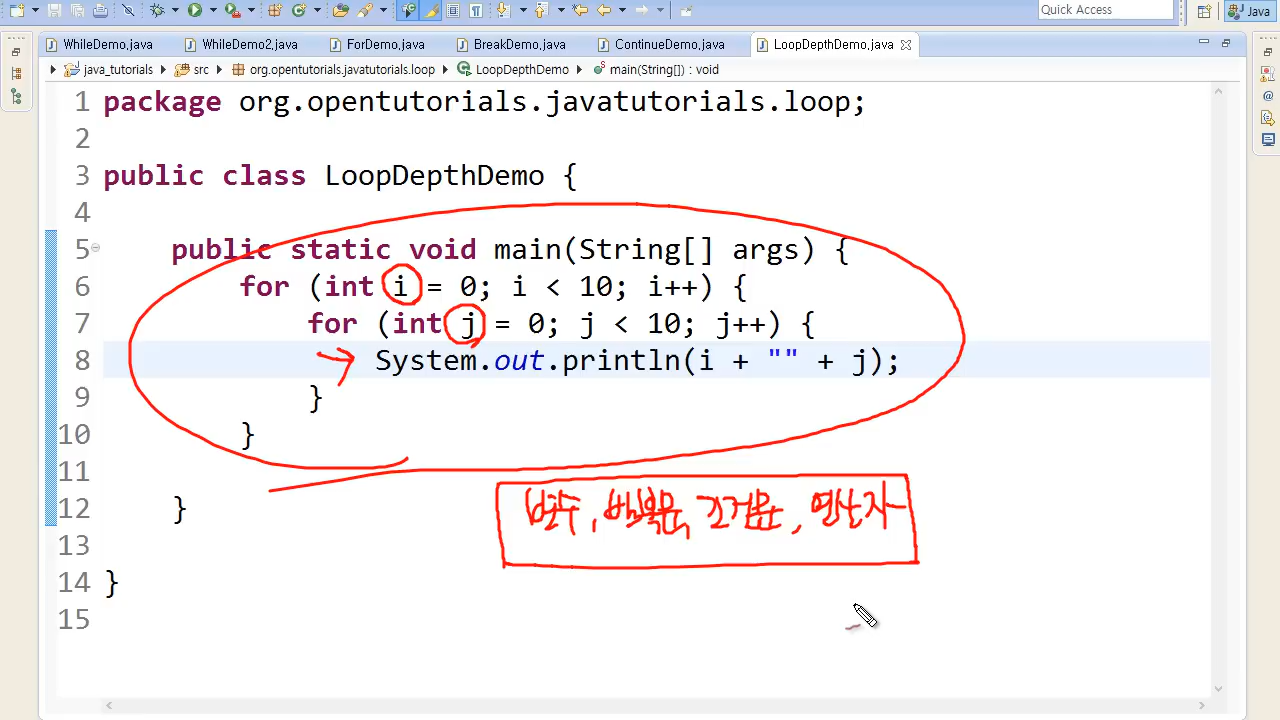 Quick Access
Java
WhileDemo.java
WhileDemo2.java
ForDemo.java
BreakDemo.java
ContinueDemo.java
LoopDepthDemo.java
java_tutorials
src
org.opentutorials.javatutorials.loop
LoopDepthDemo
main(String[]) : void
1 package org.opentutorials.javatutorials.loop;
2
3 public class LoopDepthDemo {
4
5 public static void main(String[] args) {
6 for (int i = 0; i < 10; i++) {
7 for (int j = 0; j < 10; j++) {
8 System.out.println(i + "" + j);
9 }
10 }
11
12 }
변수, 반복문, 조건문, 연산자
13
14 }
15